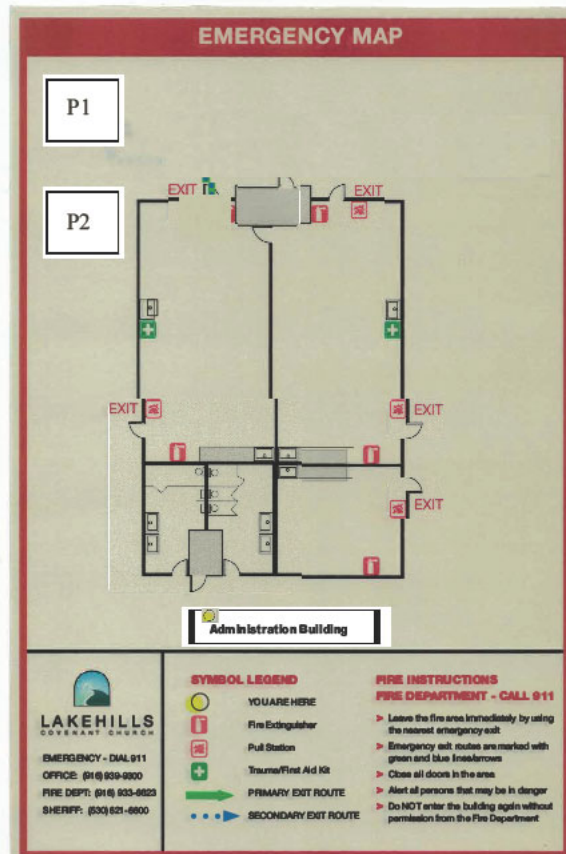 EMERGENCY MAP
P1
P2
EXIT
EXIT
EXIT
EXIT
EXIT
Administration Building
LAKEHILLS
COVENANT CHURCH
EMERGENCY - DIAL 911
OFFICE: (916) 939-9300
FIRE DEPT: (916) 933-6623
SHERIFF: (530) 621-6600
SYMBOL LEGEND
YOU ARE HERE
Fire Extinguisher
Pull Station
Trauma/First Aid Kit
PRIMARY EXIT ROUTE
SECONDARY EXIT ROUTE
FIRE INSTRUCTIONS
FIRE DEPARTMENT - CALL 911
Leave the fire area immediately by using
the nearest emergency exit
Emergency exit routes are marked with
green and blue lines/arrows
Close all doors in the area
Alert all persons that may be in danger
Do NOT enter the building again without
permission from the Fire Department